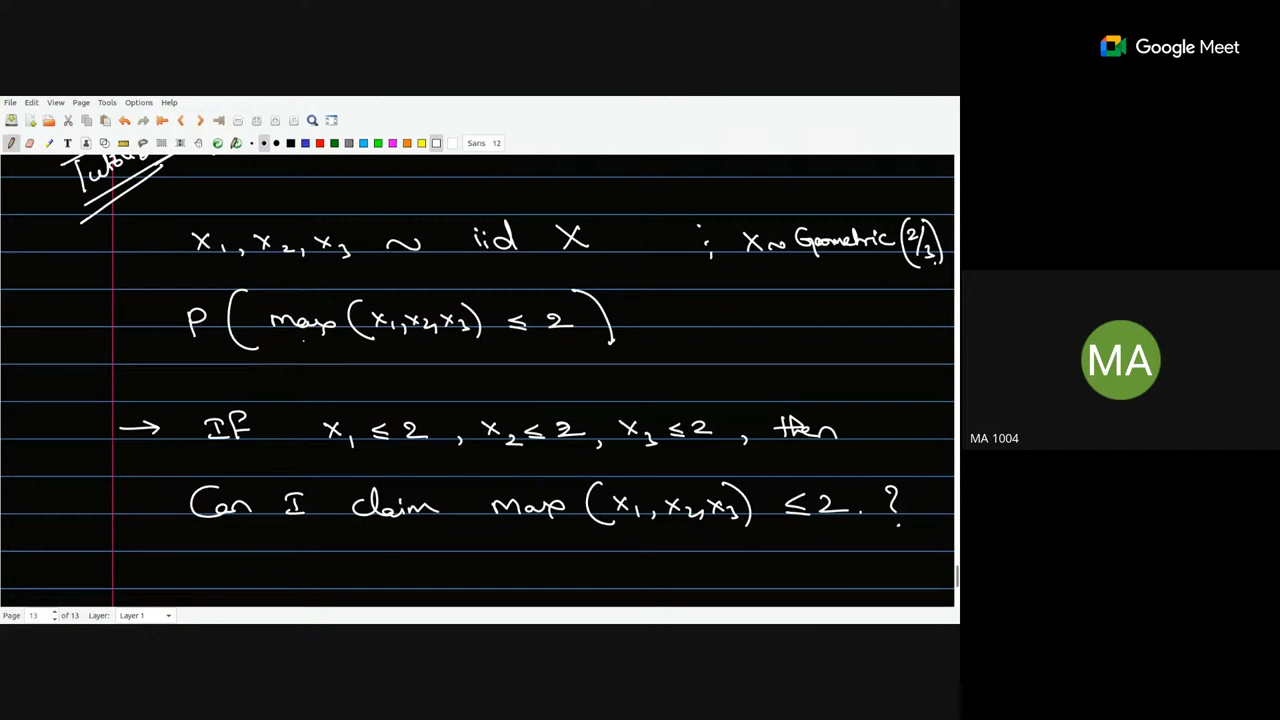 Google Meet
File Edit View Page Tools Options Help
Sans 12
X1, X2, X3 ~ iid X ; X ~ Geometric (2/3)
P ( max (X1, X2, X3) ≤ 2 )
→ If X1 ≤ 2, X2 ≤ 2, X3 ≤ 2, then
Can I claim max (X1, X2, X3) ≤ 2. ?
Page 13 of 13 Layer: Layer 1
MA
MA 1004